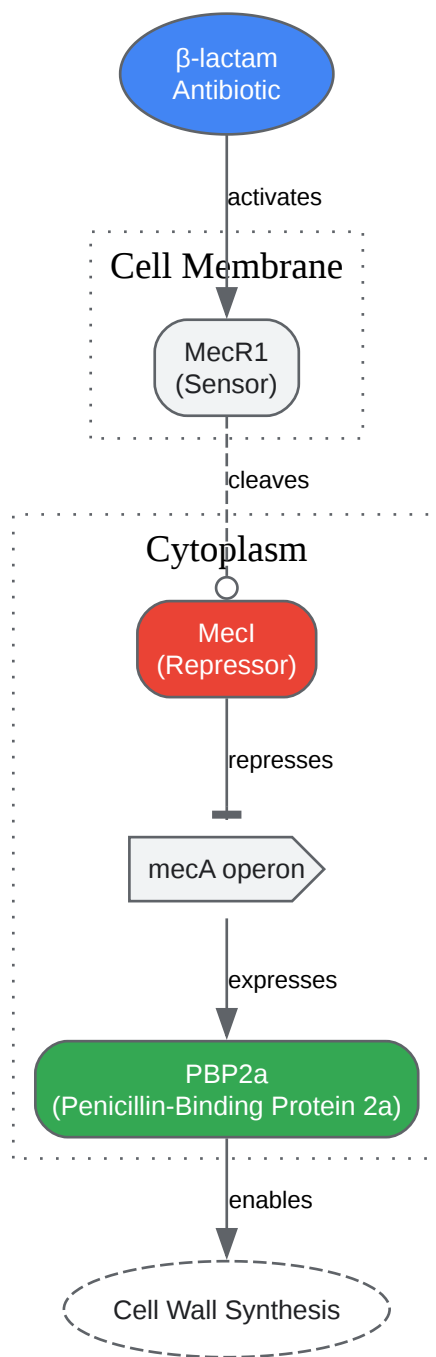 β-lactam
Antibiotic
activates
Cell Membrane
MecR1
(Sensor)
cleaves
Cytoplasm
MecI
(Repressor)
represses
mecA operon
expresses
PBP2a
(Penicillin-Binding Protein 2a)
enables
Cell Wall Synthesis